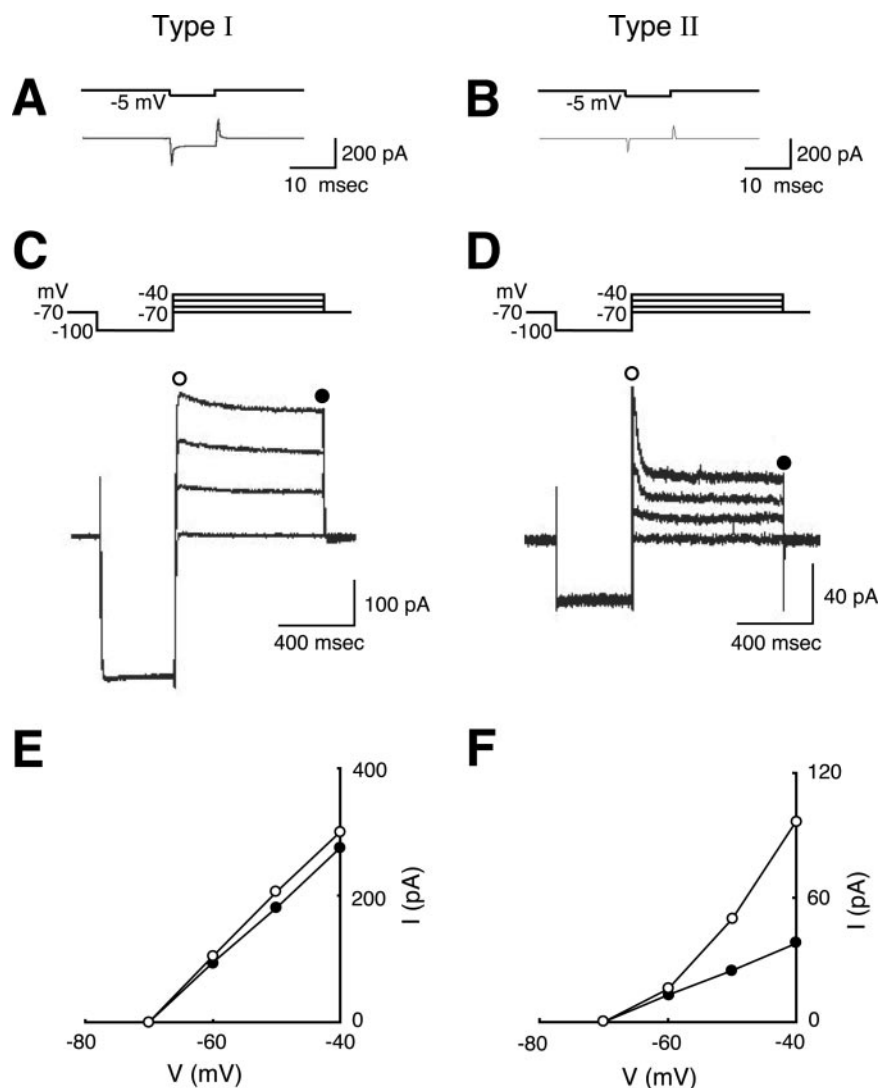 Type I
Type II
A
-5 mV
200 pA
10 msec
B
-5 mV
200 pA
10 msec
C
mV
-70
-100
-40
-70
100 pA
400 msec
D
mV
-70
-100
-40
-70
40 pA
400 msec
E
400
200
0
I (pA)
-80
-60
-40
V (mV)
F
120
60
0
I (pA)
-80
-60
-40
V (mV)